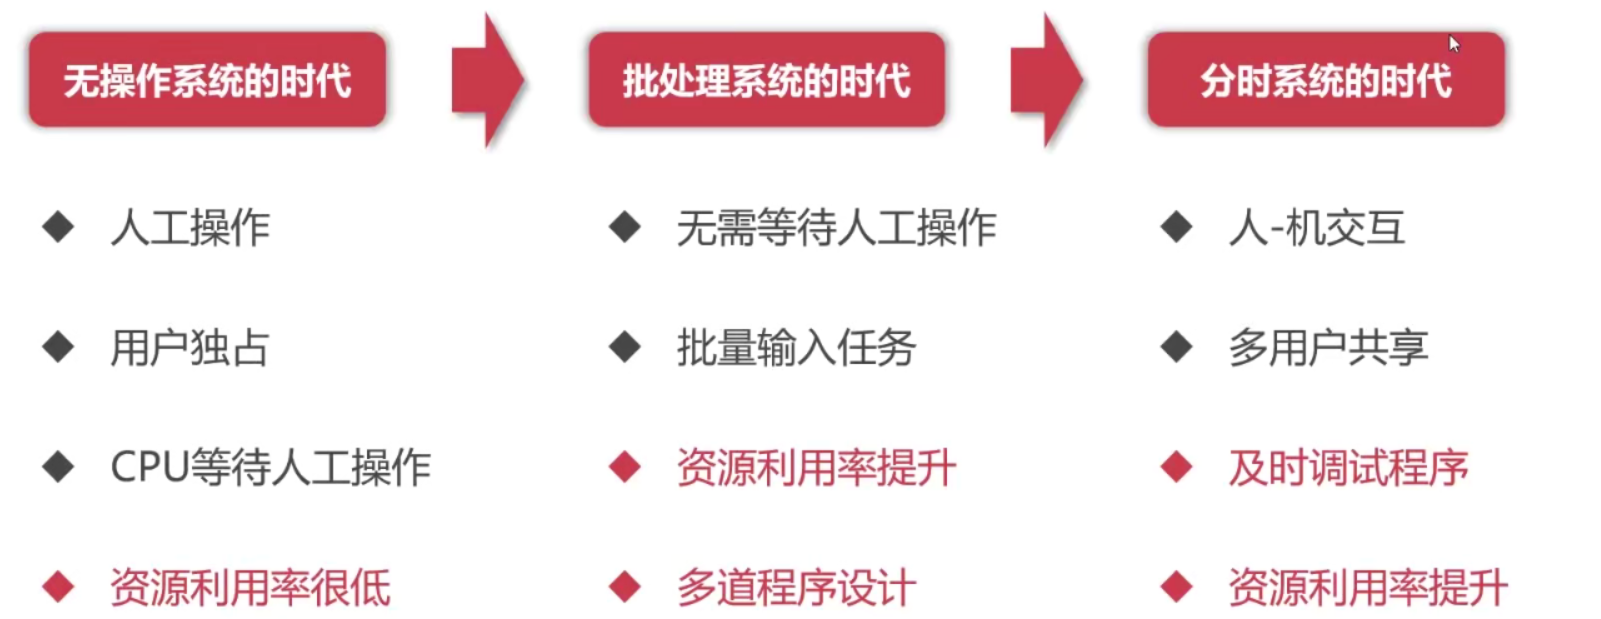 无操作系统的时代
批处理系统的时代
分时系统的时代
人工操作
用户独占
CPU等待人工操作
资源利用率很低
无需等待人工操作
批量输入任务
资源利用率提升
多道程序设计
人-机交互
多用户共享
及时调试程序
资源利用率提升